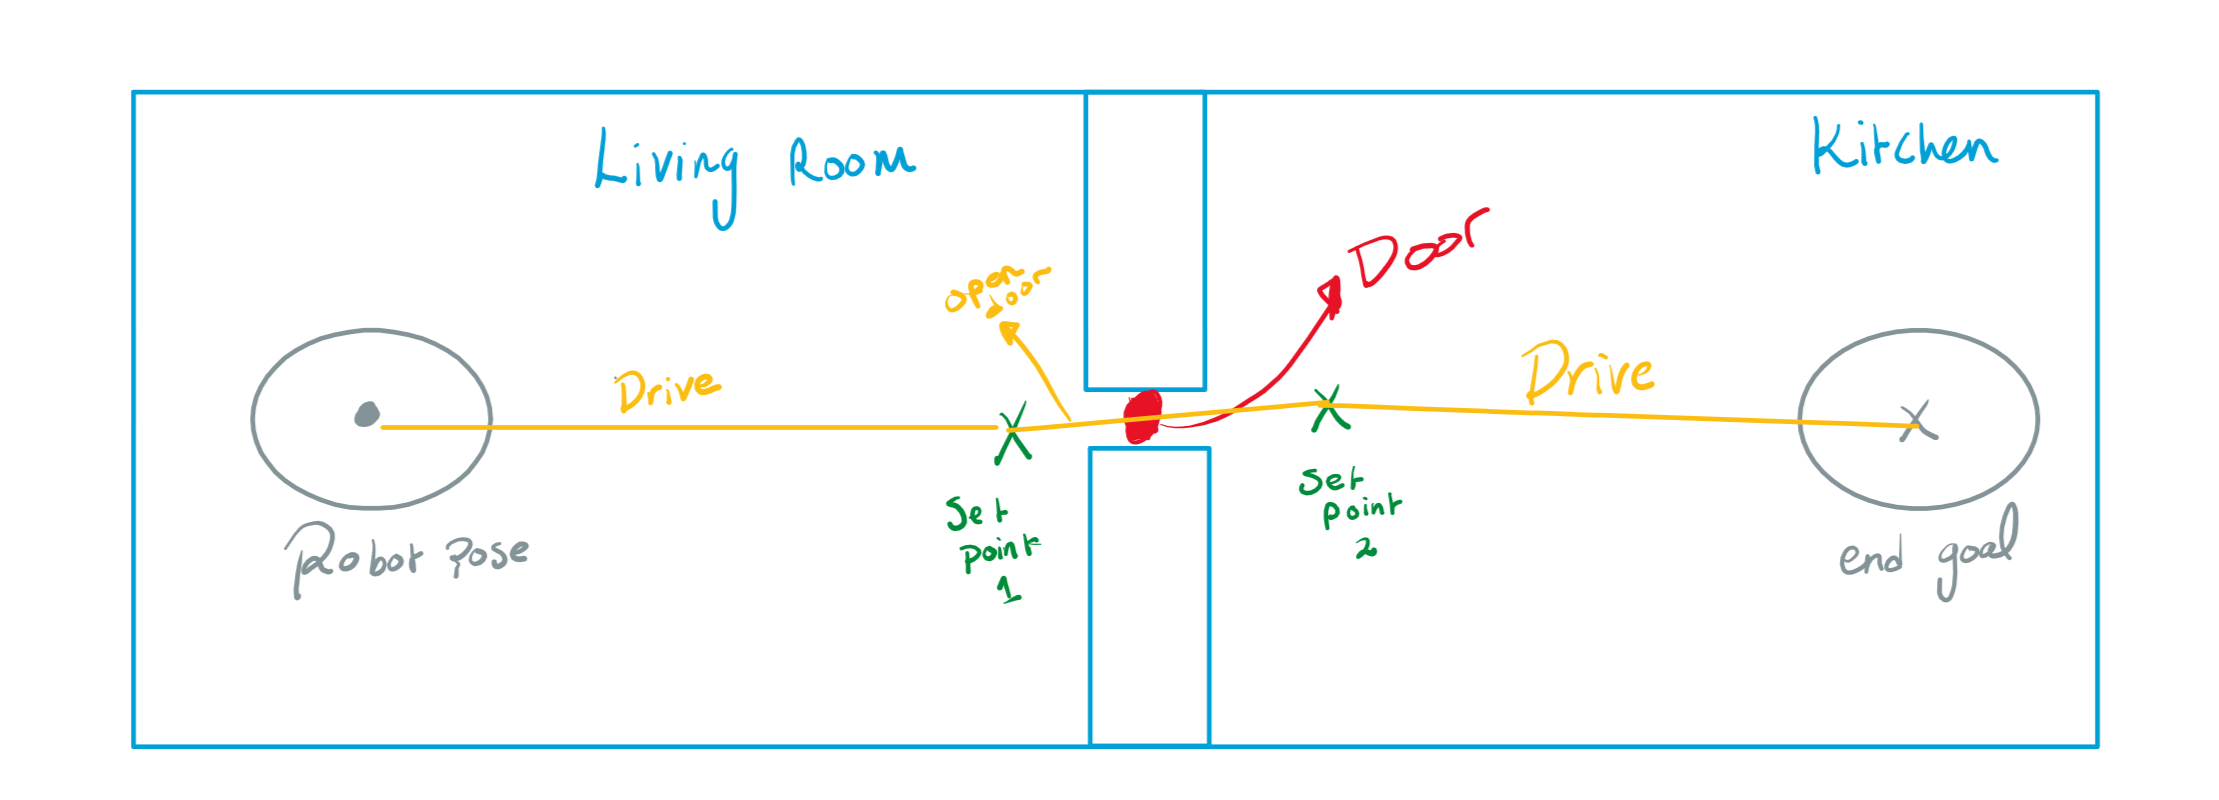 Living Room
Kitchen
open
door
Door
Drive
Drive
Set
point
1
Set
point
2
Robot Pose
end goal